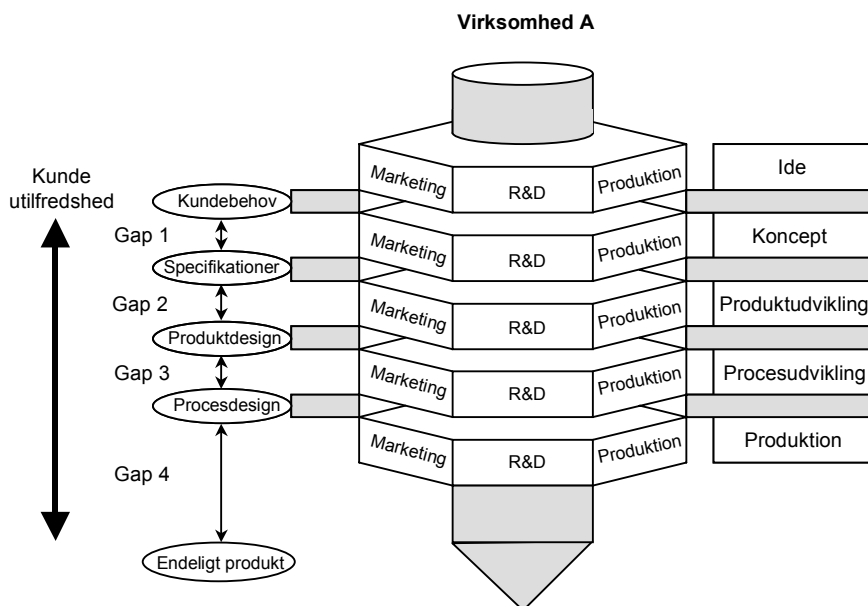 Virksomhed A
Kunde
utilfredshed
Kundebehov
Gap 1
Specifikationer
Gap 2
Produktdesign
Gap 3
Procesdesign
Gap 4
Endeligt produkt
Marketing
R&D
Produktion
Marketing
R&D
Produktion
Marketing
R&D
Produktion
Marketing
R&D
Produktion
Marketing
R&D
Produktion
Ide
Koncept
Produktudvikling
Procesudvikling
Produktion